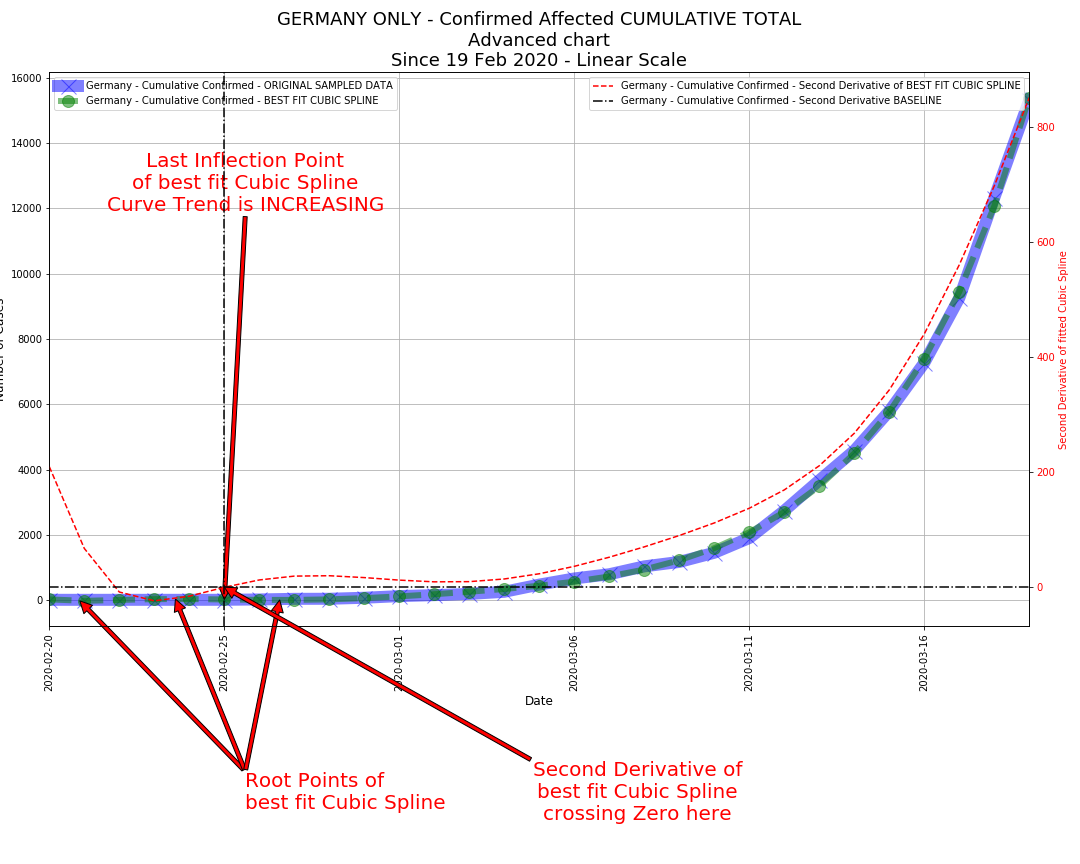 GERMANY ONLY - Confirmed Affected CUMULATIVE TOTAL
Advanced chart
Since 19 Feb 2020 - Linear Scale
Germany - Cumulative Confirmed - ORIGINAL SAMPLED DATA
Germany - Cumulative Confirmed - BEST FIT CUBIC SPLINE
Germany - Cumulative Confirmed - Second Derivative of BEST FIT CUBIC SPLINE
Germany - Cumulative Confirmed - Second Derivative BASELINE
Last Inflection Point
of best fit Cubic Spline
Curve Trend is INCREASING
16000
14000
12000
10000
8000
6000
4000
2000
0
Number of Cases
800
600
400
200
0
Second Derivative of fitted Cubic Spline
2020-02-20
2020-02-25
2020-03-01
2020-03-06
2020-03-11
2020-03-16
Date
Root Points of
best fit Cubic Spline
Second Derivative of
best fit Cubic Spline
crossing Zero here